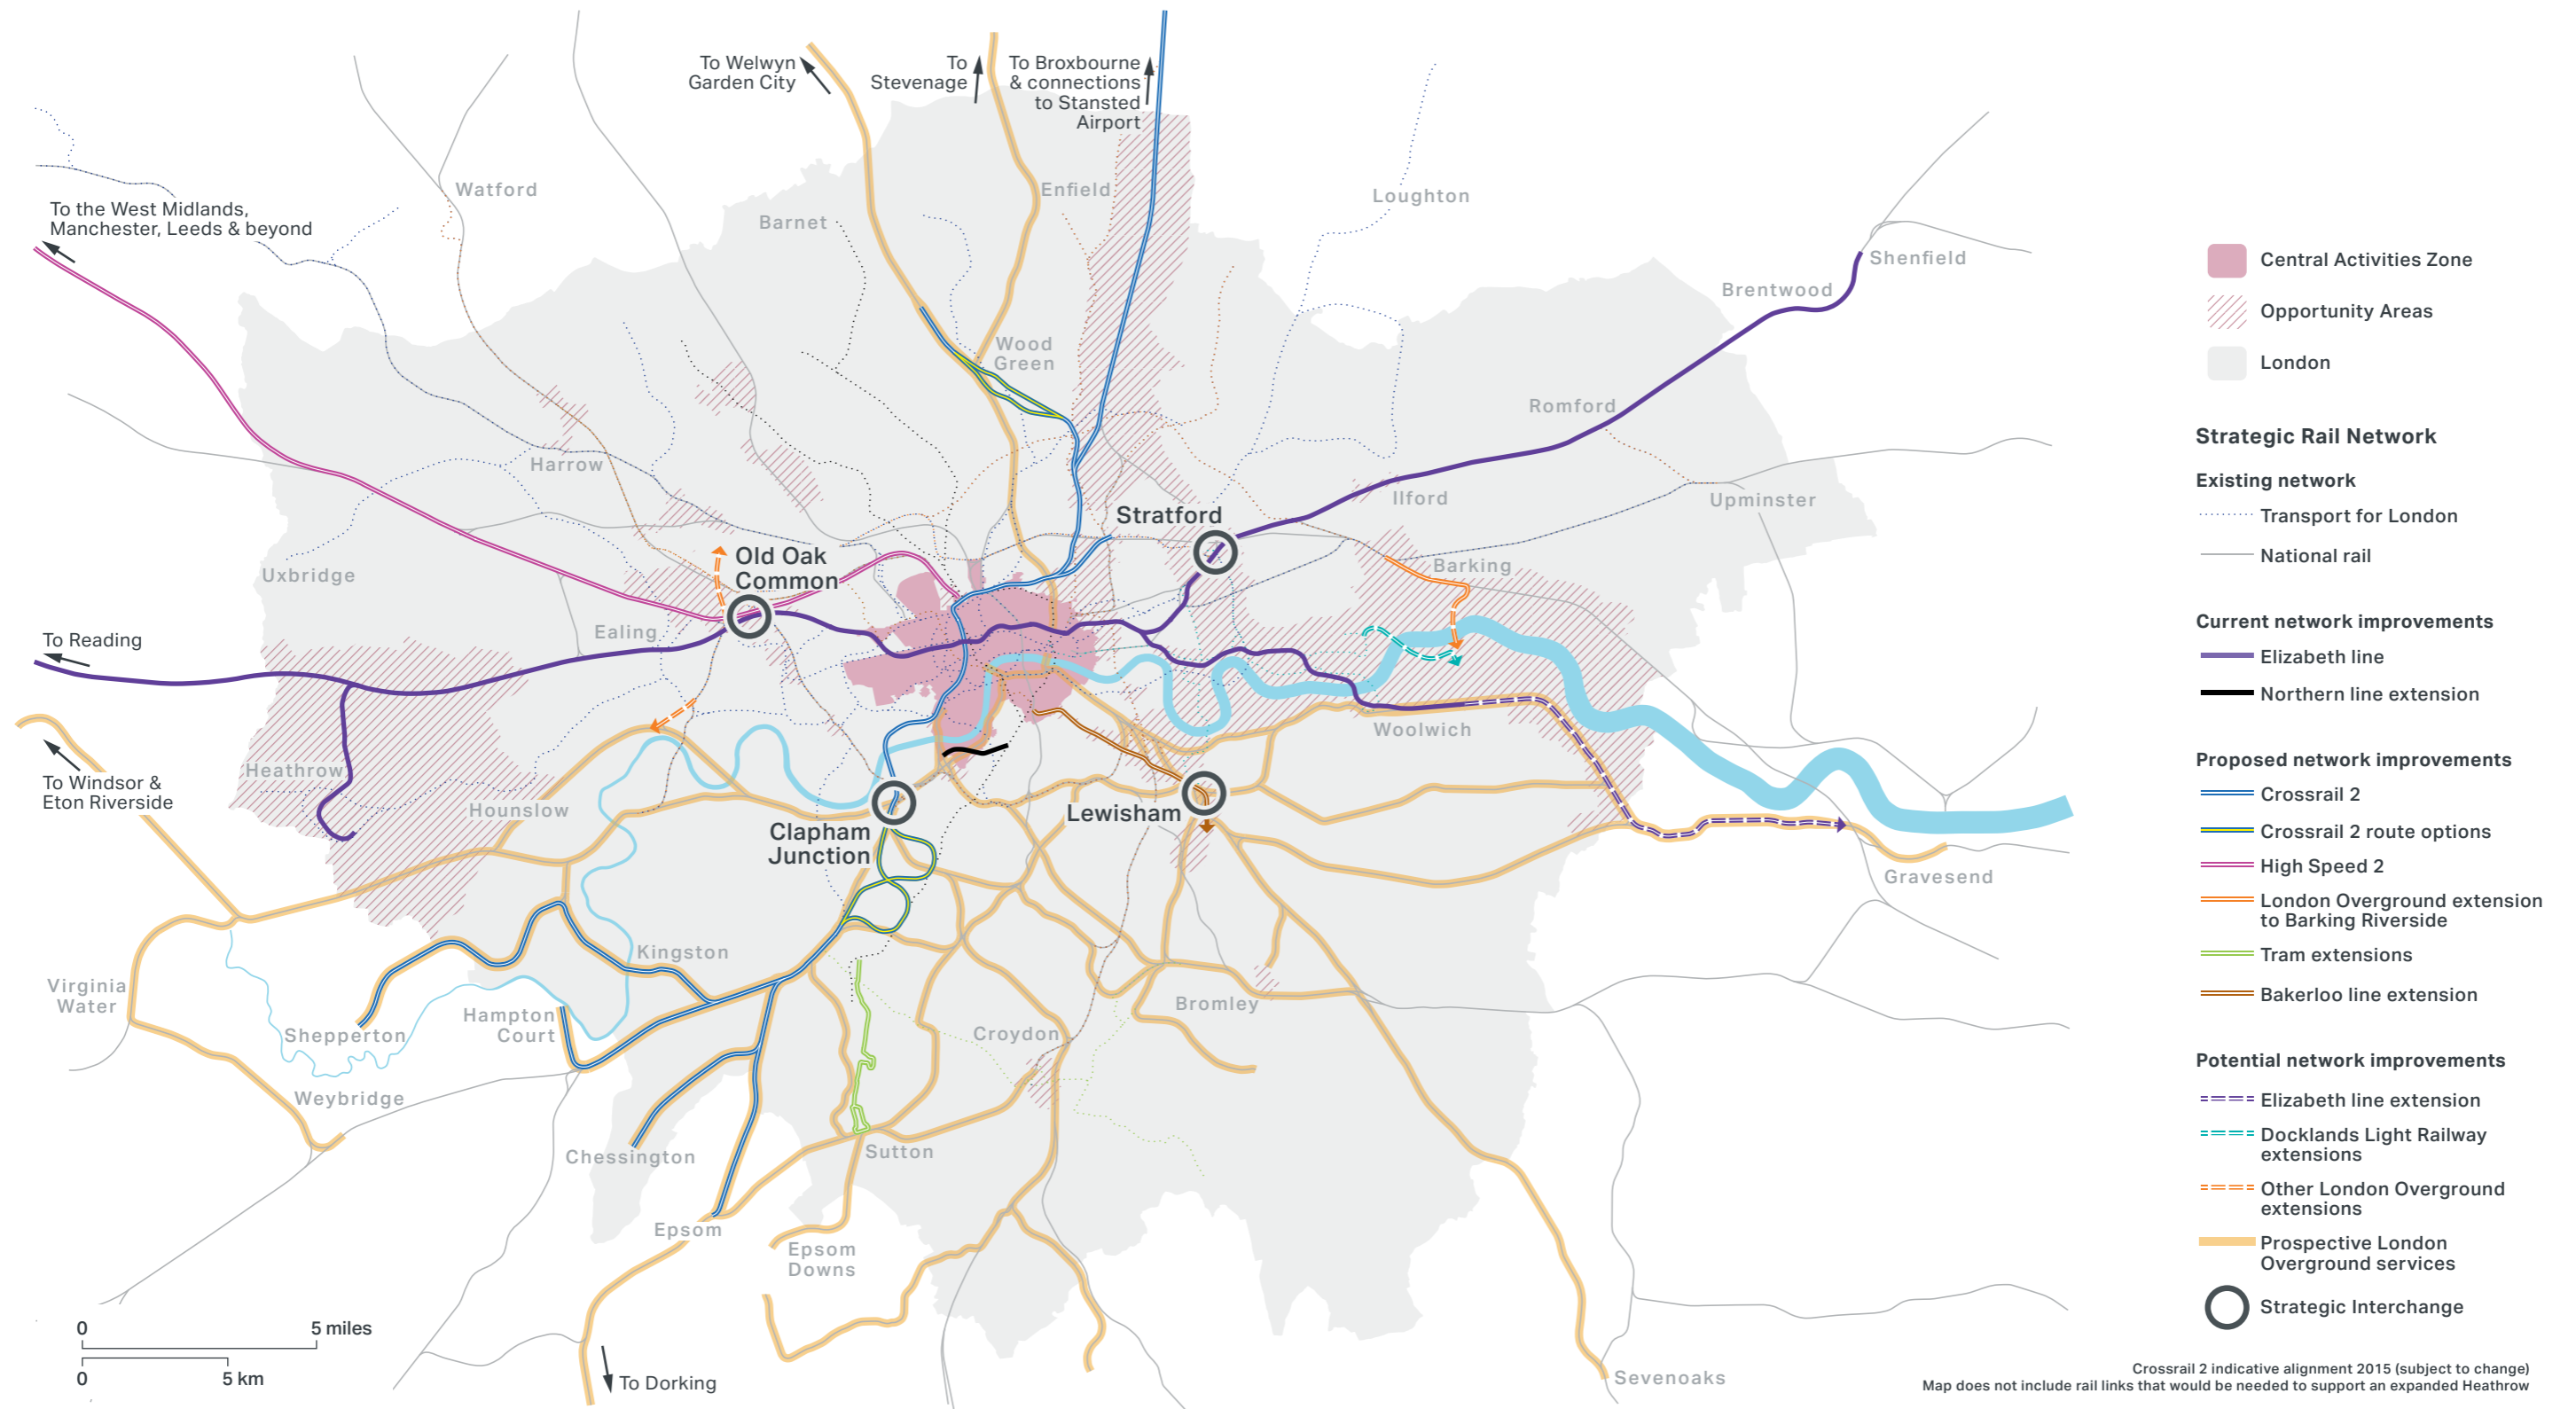 To Welwyn
Garden City
To
Stevenage
To Broxbourne
& connections
to Stansted
Airport
Watford
Barnet
Enfield
Loughton
To the West Midlands,
Manchester, Leeds & beyond
Shenfield
Brentwood
Wood
Green
Romford
Harrow
Ilford
Upminster
Stratford
Old Oak
Common
Uxbridge
Barking
Ealing
To Reading
Woolwich
Heathrow
To Windsor &
Eton Riverside
Hounslow
Clapham
Junction
Lewisham
Gravesend
Kingston
Virginia
Water
Bromley
Shepperton
Hampton
Court
Croydon
Weybridge
Chessington
Sutton
Epsom
Epsom
Downs
To Dorking
Sevenoaks
0
5 miles
0
5 km
Central Activities Zone
Opportunity Areas
London
Strategic Rail Network
Existing network
Transport for London
National rail
Current network improvements
Elizabeth line
Northern line extension
Proposed network improvements
Crossrail 2
Crossrail 2 route options
High Speed 2
London Overground extension
to Barking Riverside
Tram extensions
Bakerloo line extension
Potential network improvements
Elizabeth line extension
Docklands Light Railway
extensions
Other London Overground
extensions
Prospective London
Overground services
Strategic Interchange
Crossrail 2 indicative alignment 2015 (subject to change)
Map does not include rail links that would be needed to support an expanded Heathrow